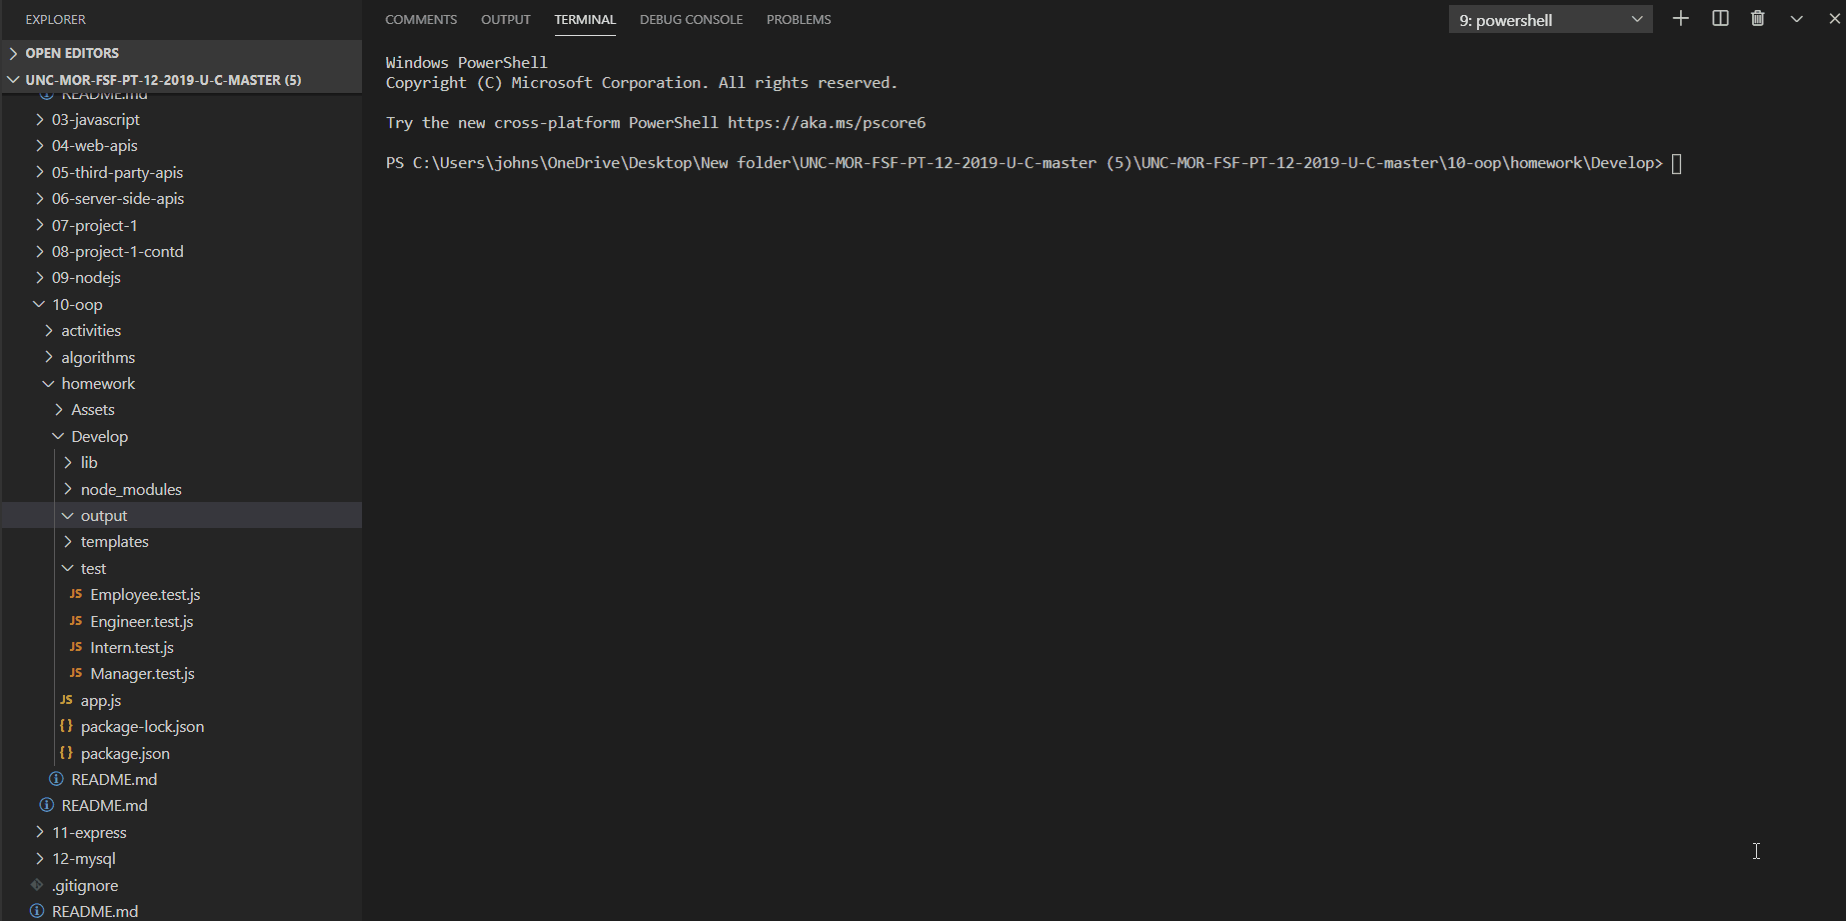 EXPLORER
OPEN EDITORS
UNC-MOR-FSF-PT-12-2019-U-C-MASTER (5)
README.md
03-javascript
04-web-apis
05-third-party-apis
06-server-side-apis
07-project-1
08-project-1-contd
09-nodejs
10-oop
activities
algorithms
homework
Assets
Develop
lib
node_modules
output
templates
test
JS Employee.test.js
JS Engineer.test.js
JS Intern.test.js
JS Manager.test.js
JS app.js
{} package-lock.json
{} package.json
README.md
README.md
11-express
12-mysql
.gitignore
README.md
COMMENTS OUTPUT TERMINAL DEBUG CONSOLE PROBLEMS
9: powershell
Windows PowerShell
Copyright (C) Microsoft Corporation. All rights reserved.
Try the new cross-platform PowerShell https://aka.ms/pscore6
PS C:\Users\johns\OneDrive\Desktop\New folder\UNC-MOR-FSF-PT-12-2019-U-C-master (5)\UNC-MOR-FSF-PT-12-2019-U-C-master\10-oop\homework\Develop>